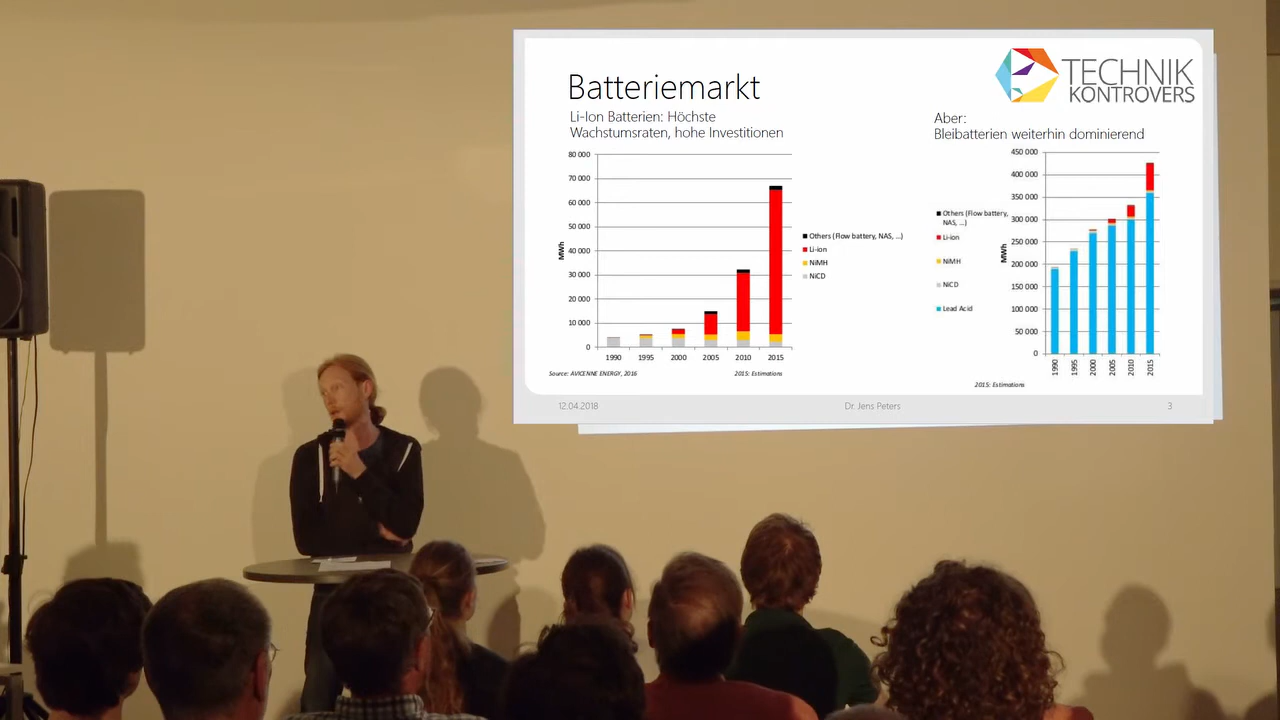 Batteriemarkt
TECHNIK
KONTROVERS
Li-Ion Batterien: Höchste
Wachstumsraten, hohe Investitionen
80 000
70 000
60 000
50 000
40 000
30 000
20 000
10 000
0
MWh
1990 1995 2000 2005 2010 2015
Others (Flow battery, NAS, ...)
Li-ion
NiMH
NiCD
Source: AVICENNE ENERGY, 2016
2015: Estimations
Aber:
Bleibatterien weiterhin dominierend
Others (Flow battery,
NAS, ...)
Li-ion
NiMH
NiCD
Lead Acid
450 000
400 000
350 000
300 000
250 000
200 000
150 000
100 000
50 000
0
MWh
1990 1995 2000 2005 2010 2015
2015: Estimations
12.04.2018
Dr. Jens Peters
3